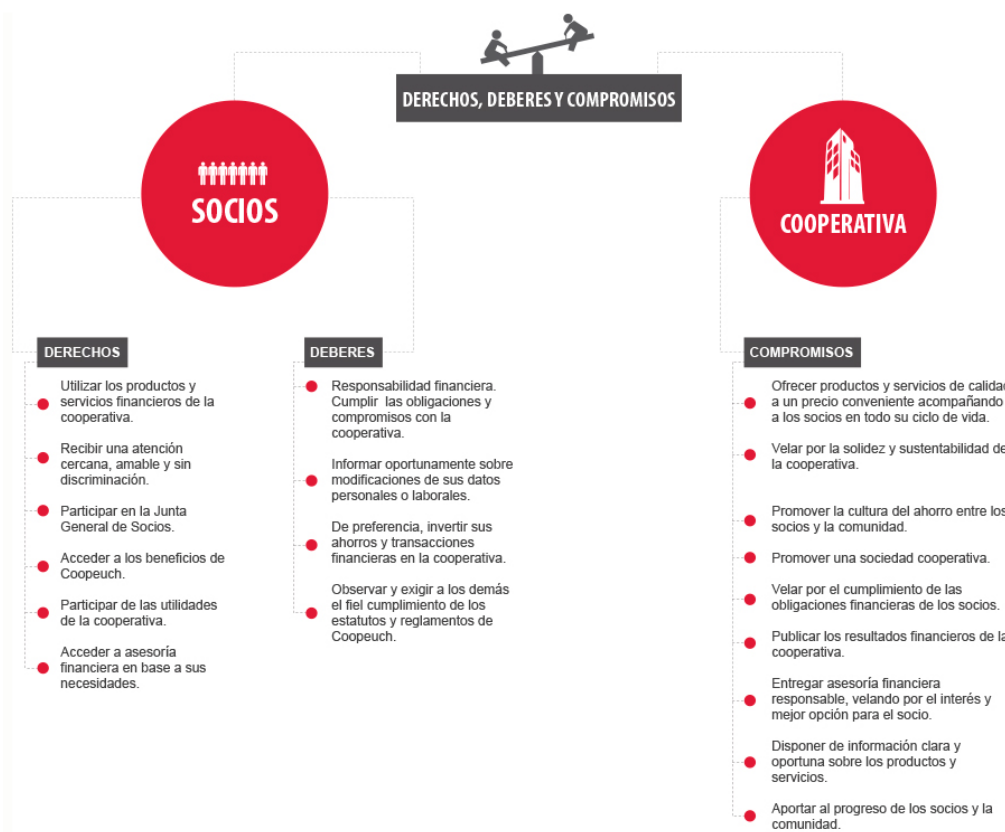 DERECHOS, DEBERES Y COMPROMISOS
SOCIOS
DERECHOS
Utilizar los productos y
servicios financieros de la
cooperativa.
Recibir una atención
cercana, amable y sin
discriminación.
Participar en la Junta
General de Socios.
Acceder a los beneficios de
Coopeuch.
Participar de las utilidades
de la cooperativa.
Acceder a asesoría
financiera en base a sus
necesidades.
DEBERES
Responsabilidad financiera.
Cumplir las obligaciones y
compromisos con la
cooperativa.
Informar oportunamente sobre
modificaciones de sus datos
personales o laborales.
De preferencia, invertir sus
ahorros y transacciones
financieras en la cooperativa.
Observar y exigir a los demás
el fiel cumplimiento de los
estatutos y reglamentos de
Coopeuch.
COOPERATIVA
COMPROMISOS
Ofrecer productos y servicios de calidad
a un precio conveniente acompañando
a los socios en todo su ciclo de vida.
Velar por la solidez y sustentabilidad de
la cooperativa.
Promover la cultura del ahorro entre los
socios y la comunidad.
Promover una sociedad cooperativa.
Velar por el cumplimiento de las
obligaciones financieras de los socios.
Publicar los resultados financieros de la
cooperativa.
Entregar asesoría financiera
responsable, velando por el interés y
mejor opción para el socio.
Disponer de información clara y
oportuna sobre los productos y
servicios.
Aportar al progreso de los socios y la
comunidad.